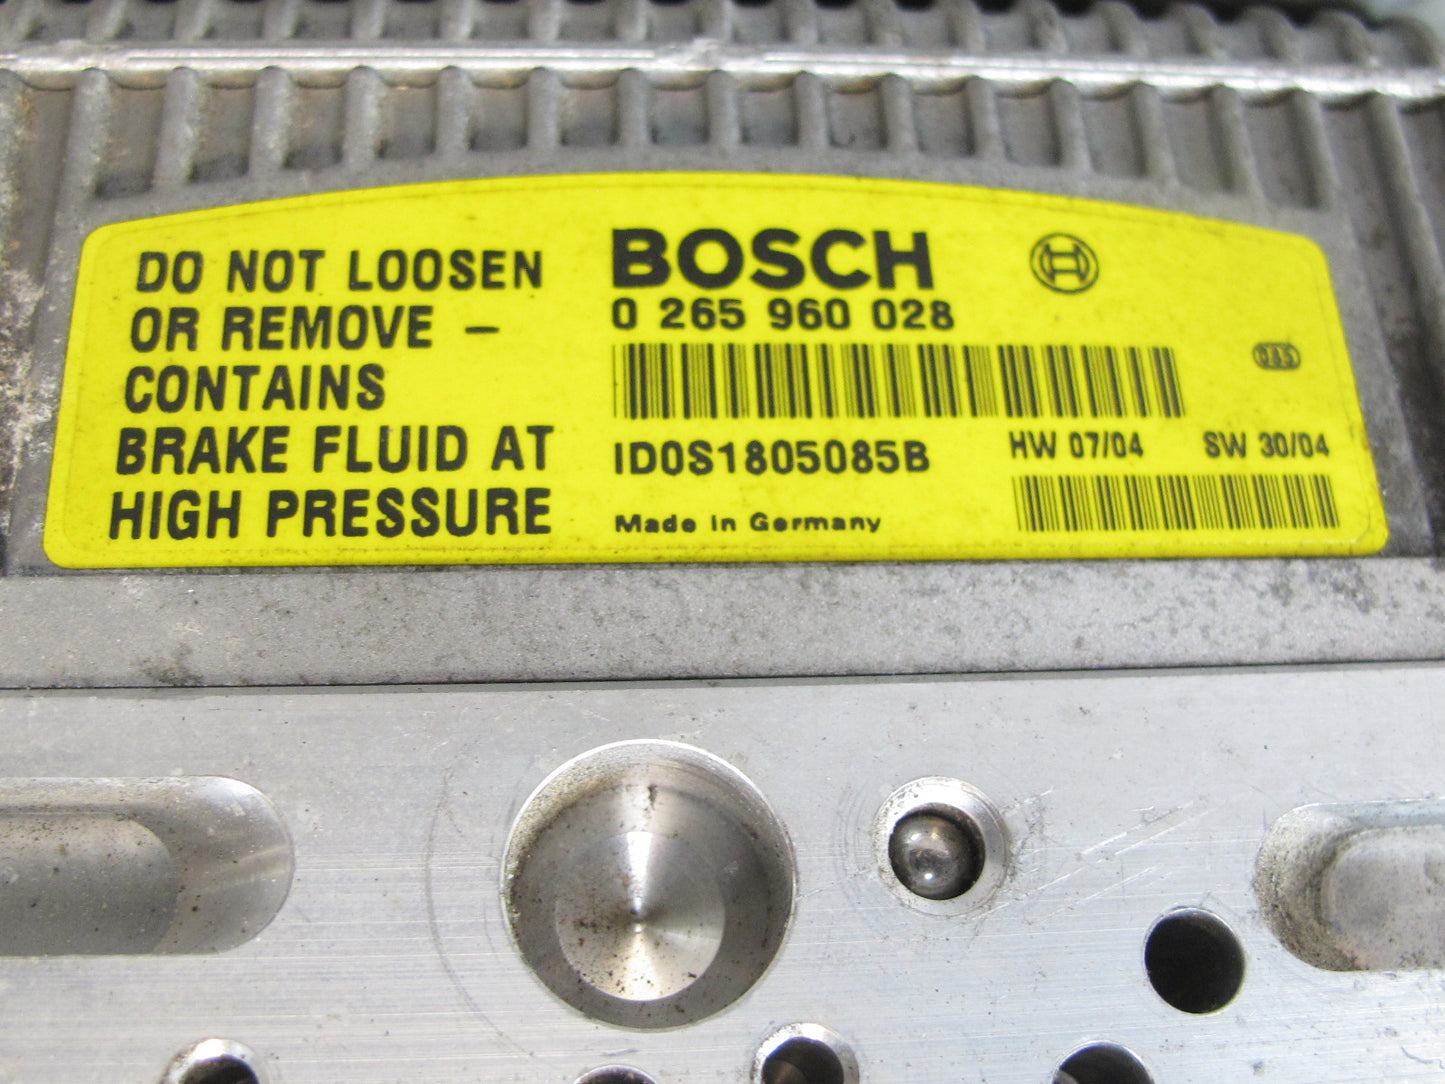 DO NOT LOOSEN
OR REMOVE –
CONTAINS
BRAKE FLUID AT
HIGH PRESSURE
BOSCH
0 265 960 028
ID0S1805085B
Made in Germany
HW 07/04 SW 30/04